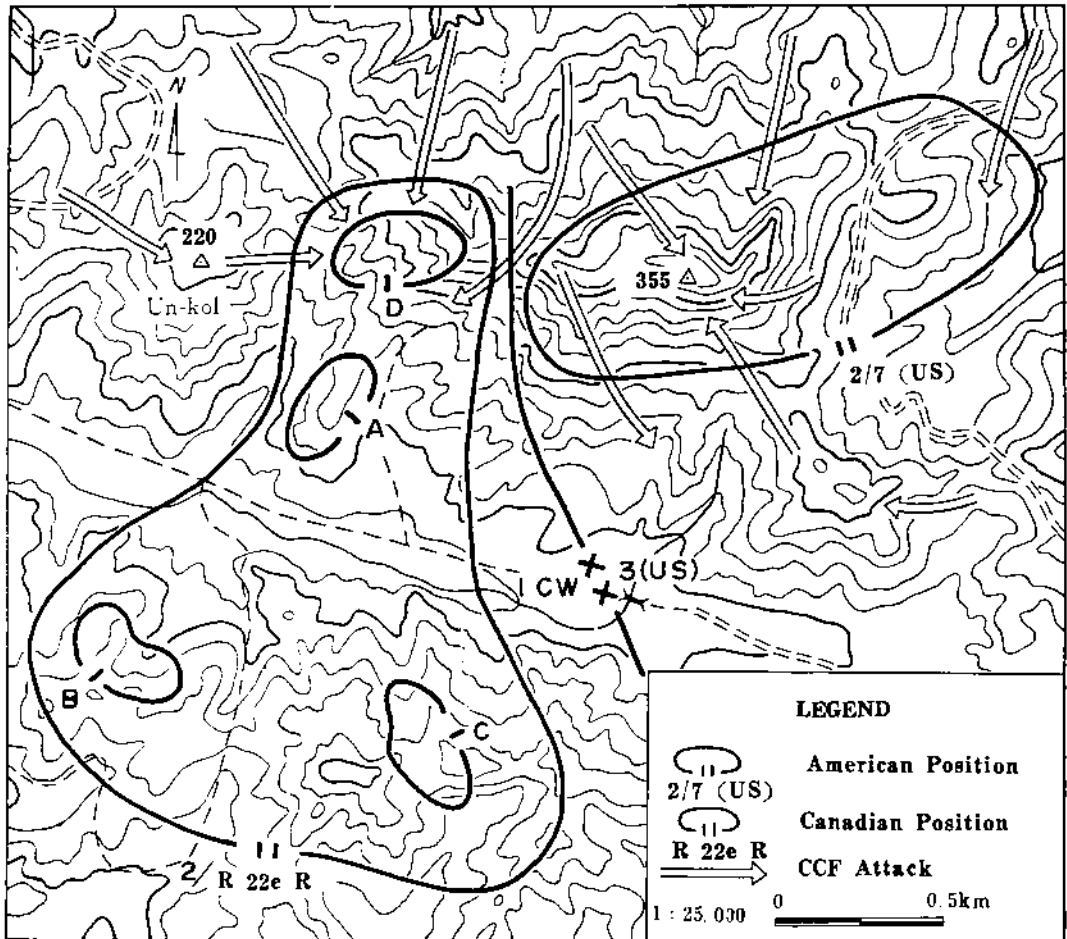 N
220
Un-kol
D
355
2/7 (US)
A
3(US)
1 CW
B
C
2 R 22e R
LEGEND
American Position
2/7 (US)
Canadian Position
R 22e R
CCF Attack
1 : 25.000
0 0.5km